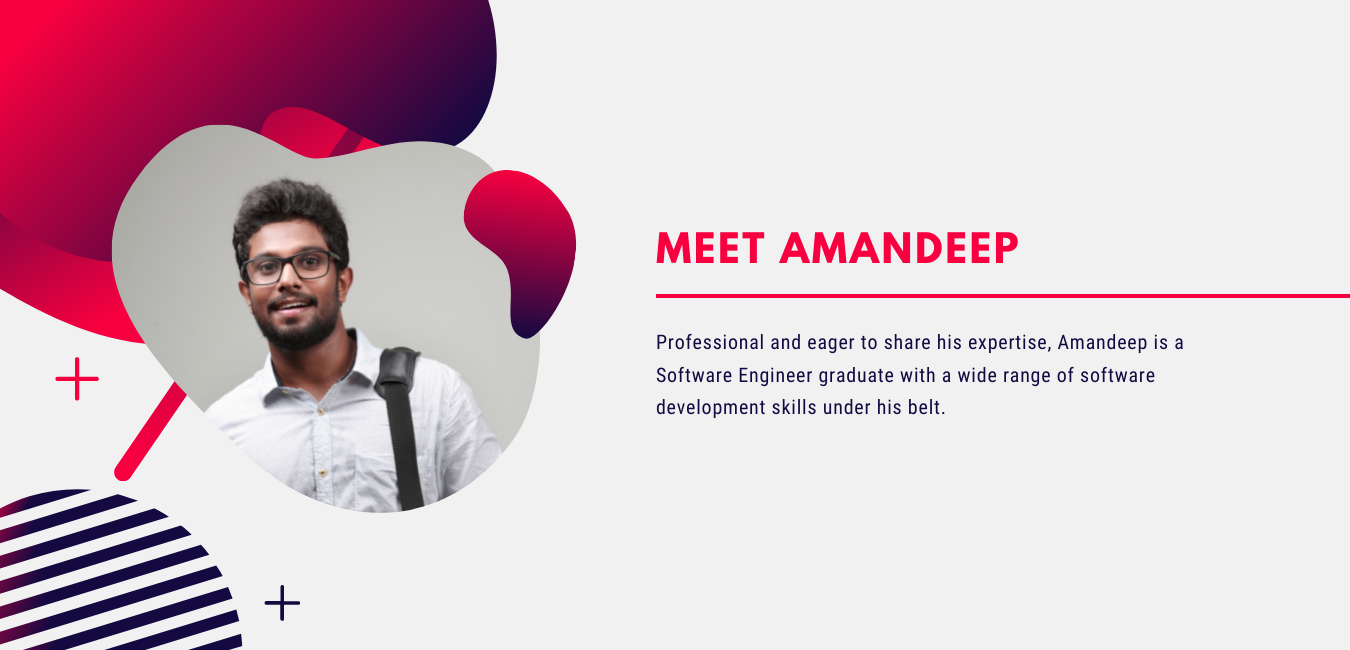 MEET AMANDEEP
Professional and eager to share his expertise, Amandeep is a
Software Engineer graduate with a wide range of software
development skills under his belt.